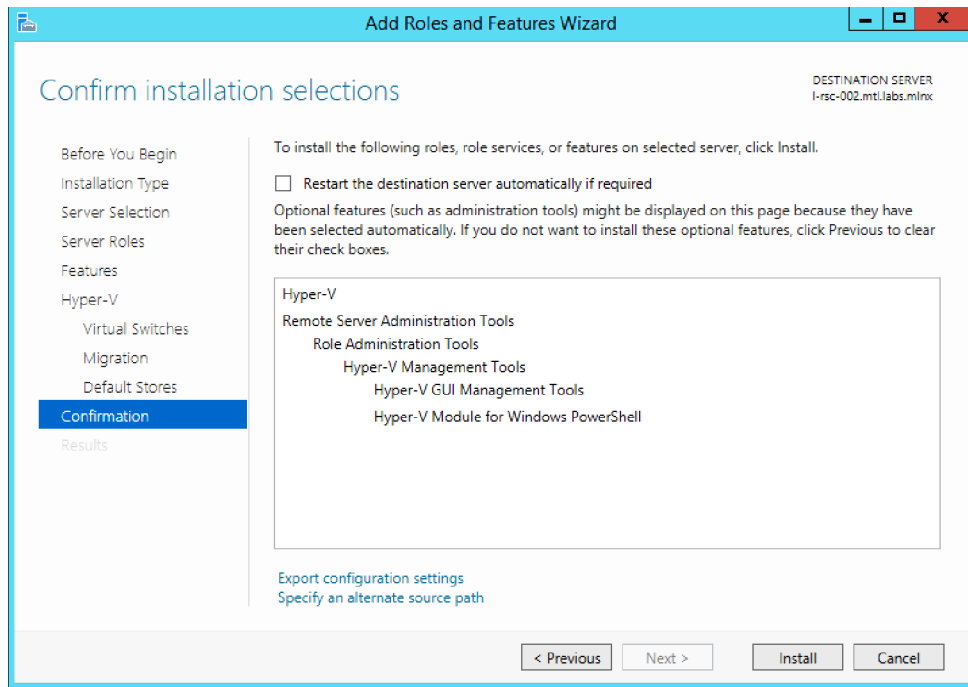 Add Roles and Features Wizard
Confirm installation selections
DESTINATION SERVER
l-rsc-002.mtl.labs.mlnx
Before You Begin
Installation Type
Server Selection
Server Roles
Features
Hyper-V
Virtual Switches
Migration
Default Stores
Confirmation
Results
To install the following roles, role services, or features on selected server, click Install.
Restart the destination server automatically if required
Optional features (such as administration tools) might be displayed on this page because they have
been selected automatically. If you do not want to install these optional features, click Previous to clear
their check boxes.
Hyper-V
Remote Server Administration Tools
Role Administration Tools
Hyper-V Management Tools
Hyper-V GUI Management Tools
Hyper-V Module for Windows PowerShell
Export configuration settings
Specify an alternate source path
< Previous
Next >
Install
Cancel